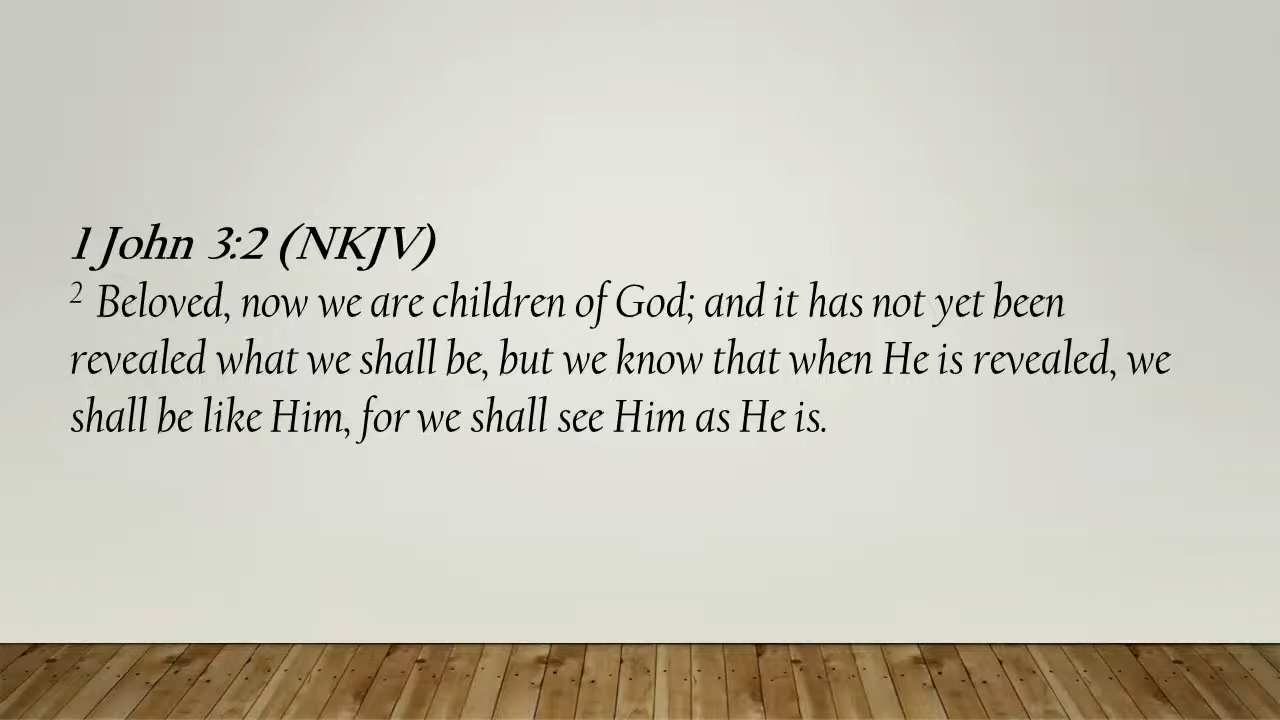 1 John 3:2 (NKJV)
2 Beloved, now we are children of God; and it has not yet been
revealed what we shall be, but we know that when He is revealed, we
shall be like Him, for we shall see Him as He is.